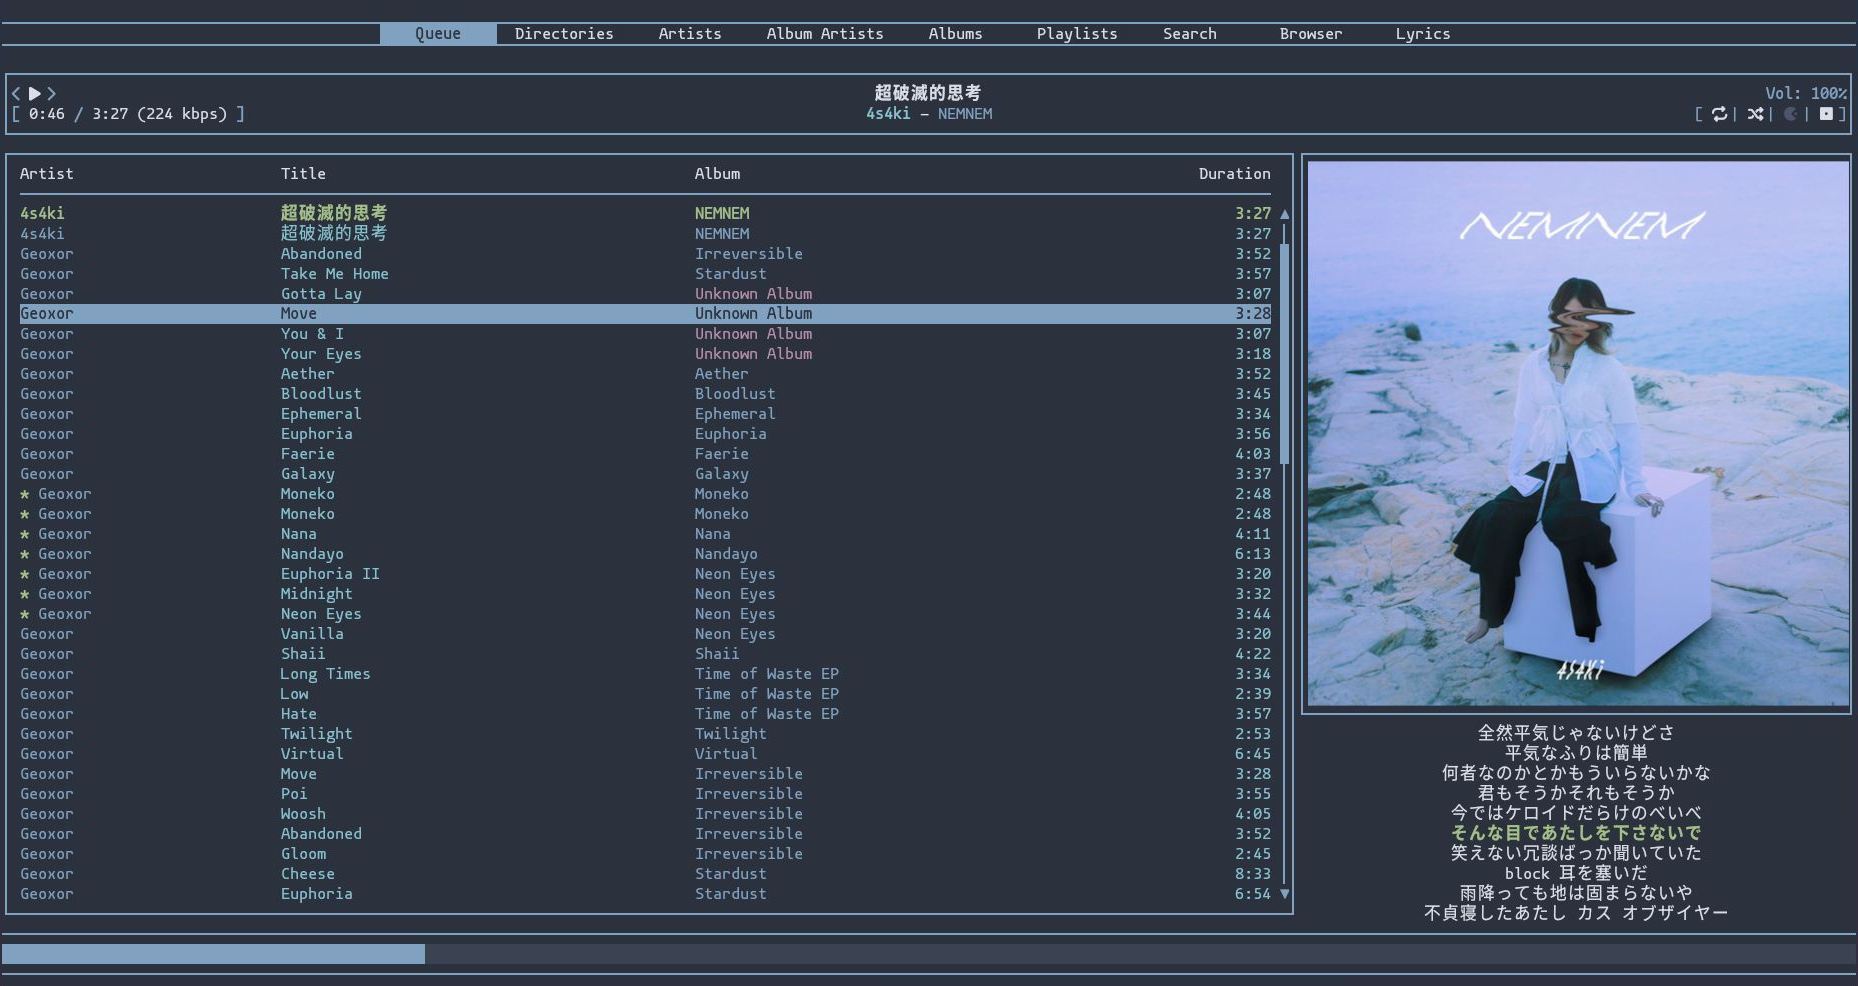 Queue Directories Artists Album Artists Albums Playlists Search Browser Lyrics
超破滅的思考 Vol: 100%
[ 0:46 / 3:27 (224 kbps) ] 4s4ki – NEMNEM
Artist Title Album Duration
4s4ki 超破滅的思考 NEMNEM 3:27
4s4ki 超破滅的思考 NEMNEM 3:27
Geoxor Abandoned Irreversible 3:52
Geoxor Take Me Home Stardust 3:57
Geoxor Gotta Lay Unknown Album 3:07
Geoxor Move Unknown Album 3:28
Geoxor You & I Unknown Album 3:07
Geoxor Your Eyes Unknown Album 3:18
Geoxor Aether Aether 3:52
Geoxor Bloodlust Bloodlust 3:45
Geoxor Ephemeral Ephemeral 3:34
Geoxor Euphoria Euphoria 3:56
Geoxor Faerie Faerie 4:03
Geoxor Galaxy Galaxy 3:37
* Geoxor Moneko Moneko 2:48
* Geoxor Moneko Moneko 2:48
* Geoxor Nana Nana 4:11
* Geoxor Nandayo Nandayo 6:13
* Geoxor Euphoria II Neon Eyes 3:20
* Geoxor Midnight Neon Eyes 3:32
* Geoxor Neon Eyes Neon Eyes 3:44
Geoxor Vanilla Neon Eyes 3:20
Geoxor Shaii Shaii 4:22
Geoxor Long Times Time of Waste EP 3:34
Geoxor Low Time of Waste EP 2:39
Geoxor Hate Time of Waste EP 3:57
Geoxor Twilight Twilight 2:53
Geoxor Virtual Virtual 6:45
Geoxor Move Irreversible 3:28
Geoxor Poi Irreversible 3:55
Geoxor Woosh Irreversible 4:05
Geoxor Abandoned Irreversible 3:52
Geoxor Gloom Irreversible 2:45
Geoxor Cheese Stardust 8:33
Geoxor Euphoria Stardust 6:54
NEMNEM
4S4Ki
全然平気じゃないけどさ
平気なふりは簡単
何者なのかとかもういらないかな
君もそうかそれもそうか
今ではケロイドだらけのべいべ
そんな目であたしを下さないで
笑えない冗談ばっか聞いていた
block 耳を塞いだ
雨降っても地は固まらないや
不貞寝したあたし カス オブザイヤー